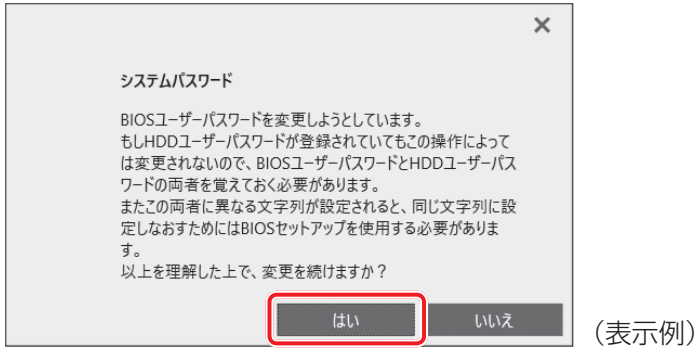 システムパスワード
BIOSユーザーパスワードを変更しようとしています。
もしHDDユーザーパスワードが登録されていてもこの操作によって
は変更されないので、BIOSユーザーパスワードとHDDユーザーパス
ワードの両者を覚えておく必要があります。
またこの両者に異なる文字列が設定されると、同じ文字列に設
定しなおすためにはBIOSセットアップを使用する必要がありま
す。
以上を理解した上で、変更を続けますか？
はい いいえ
（表示例）